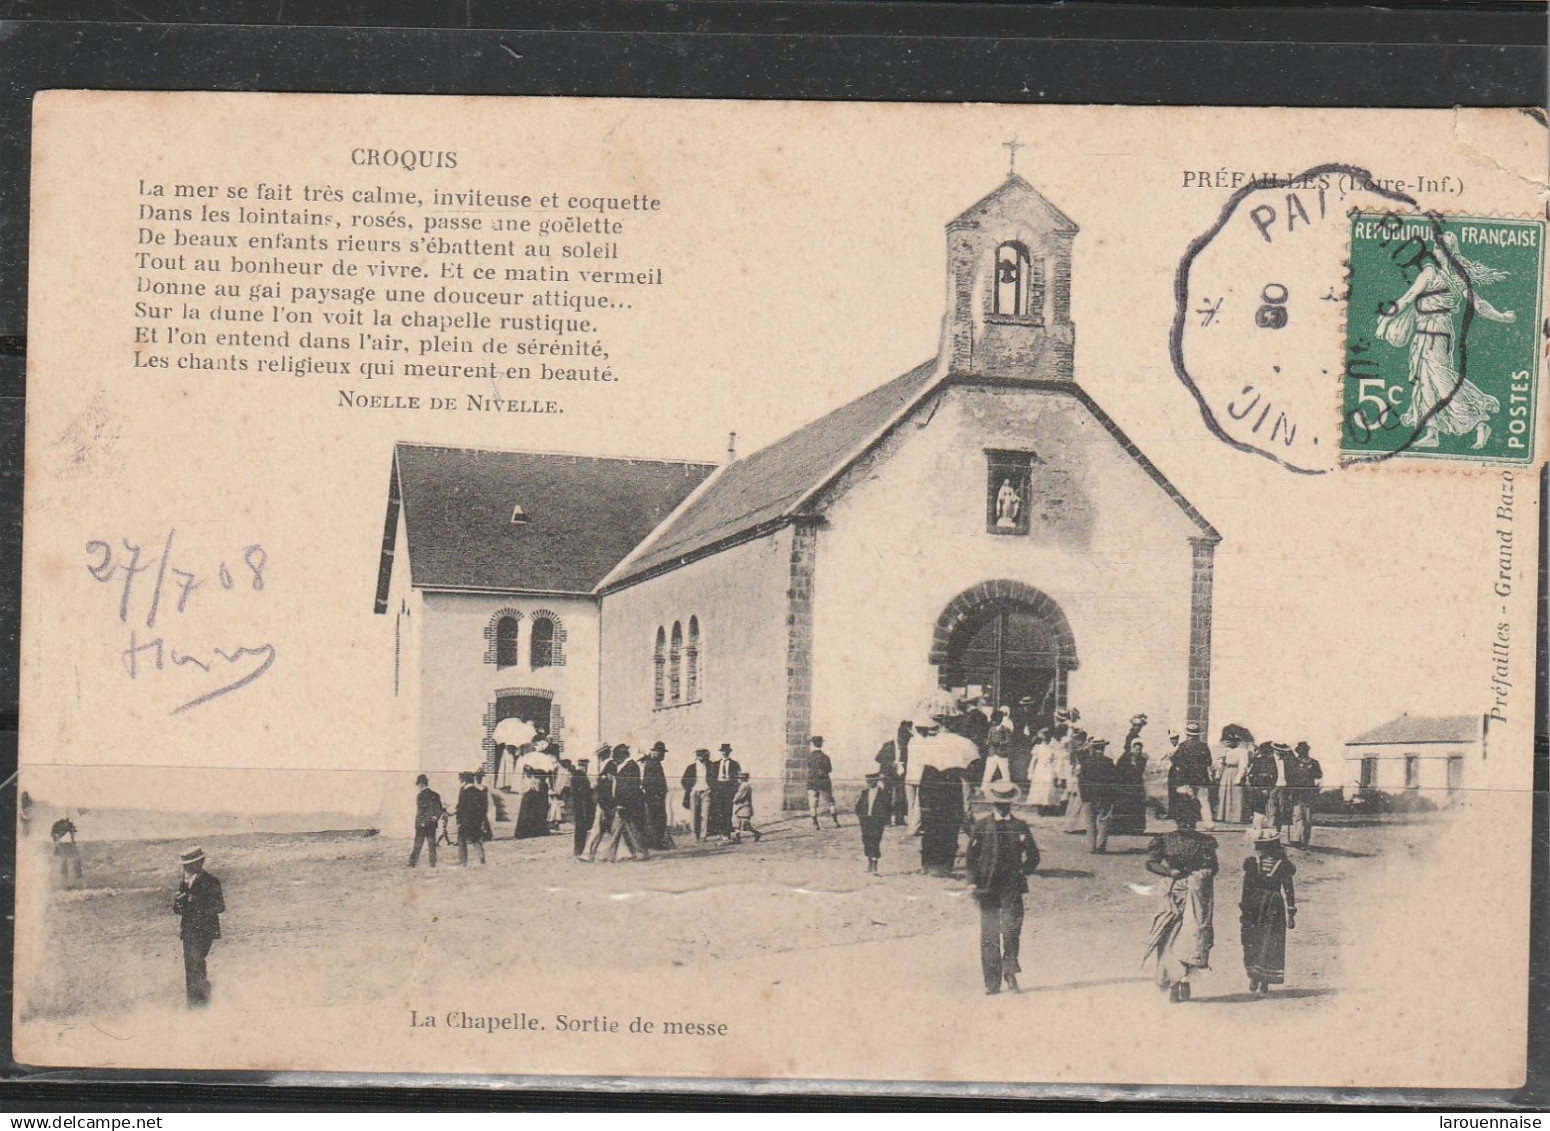 CROQUIS
La mer se fait très calme, inviteuse et coquette
Dans les lointains, rosés, passe une goëlette
De beaux enfants rieurs s'ébattent au soleil
Tout au bonheur de vivre. Et ce matin vermeil
Donne au gai paysage une douceur attique...
Sur la dune l'on voit la chapelle rustique.
Et l'on entend dans l'air, plein de sérénité,
Les chants religieux qui meurent en beauté.
NOELLE DE NIVELLE.
PRÉFAILLES (Loire-Inf.)
RÉPUBLIQUE FRANÇAISE
5c
POSTES
27/7 08
Préfailles - Grand Bazo
La Chapelle. Sortie de messe
larouennaise